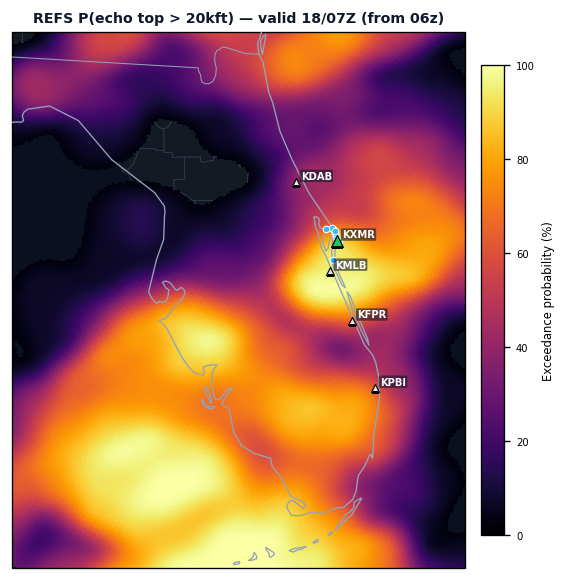 REFS P(echo top > 20kft) — valid 18/07Z (from 06z)
KDAB
KXMR
KMLB
KFPR
KPBI
100
80
60
40
20
0
Exceedance probability (%)